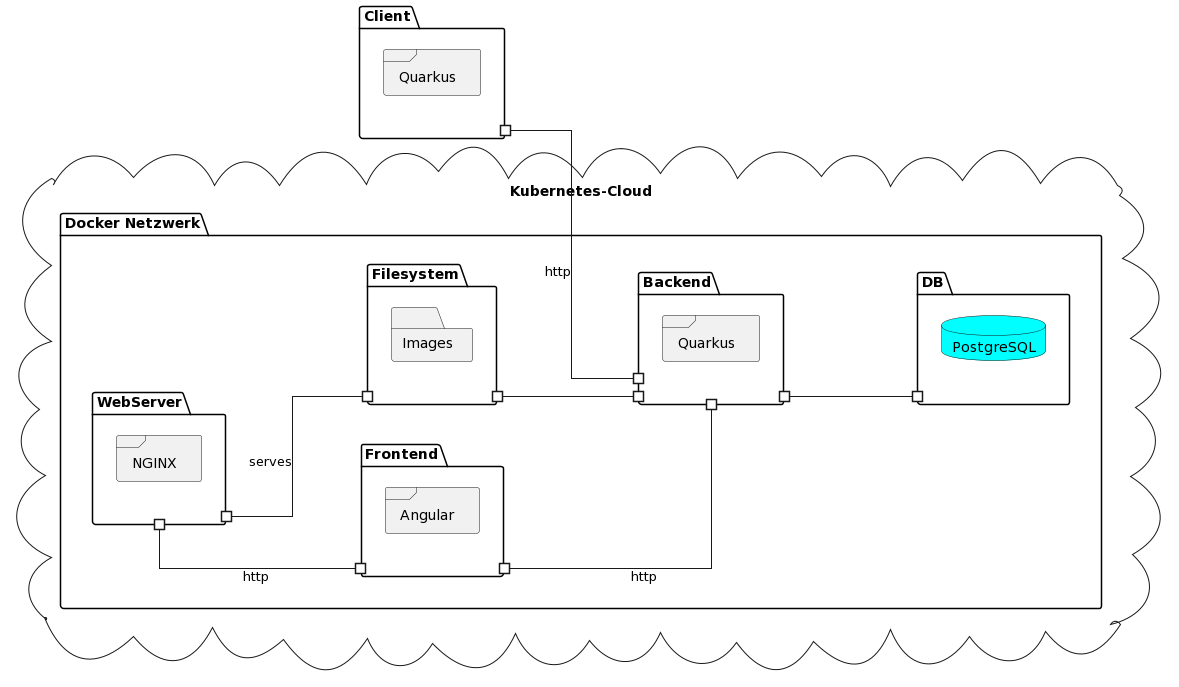 Client
Quarkus
Kubernetes-Cloud
Docker Netzwerk
Filesystem
Images
http
Backend
Quarkus
DB
PostgreSQL
WebServer
NGINX
serves
Frontend
Angular
http
http